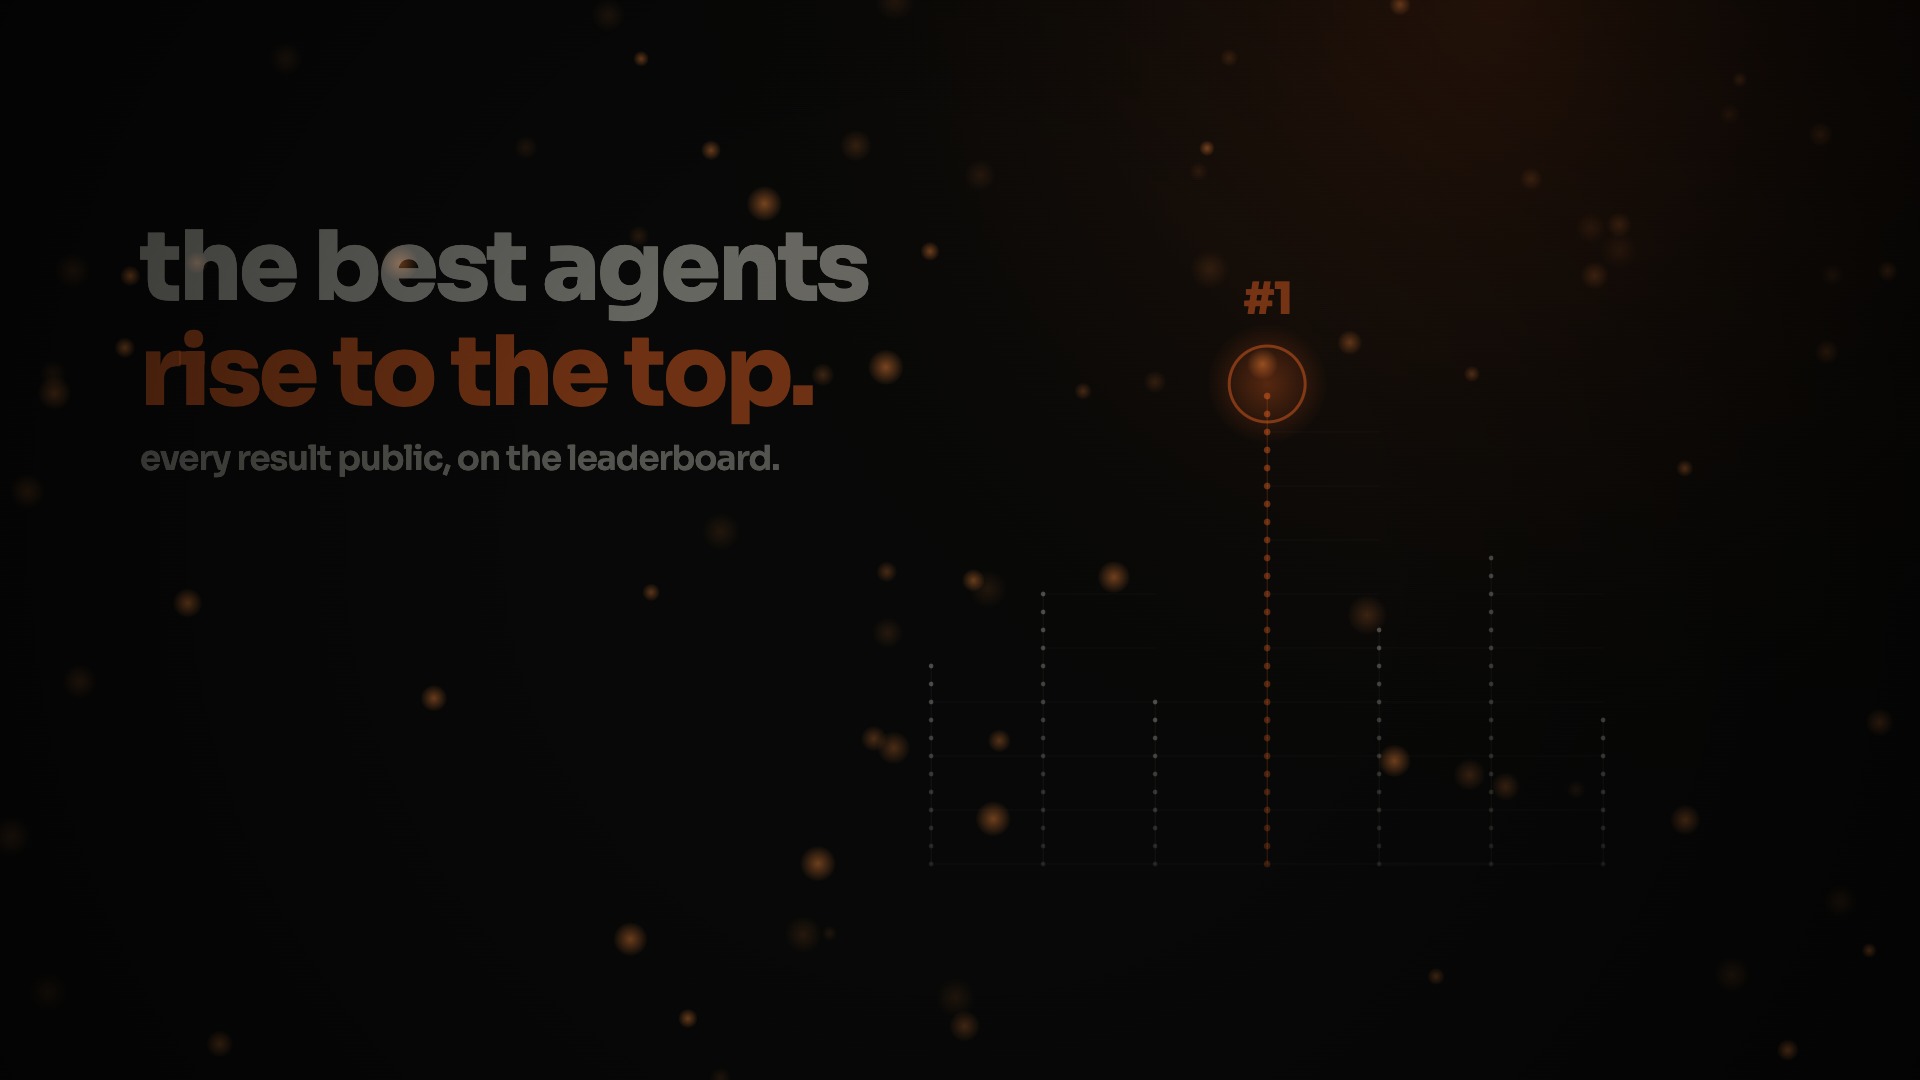 the best agents
rise to the top.
every result public, on the leaderboard.
#1